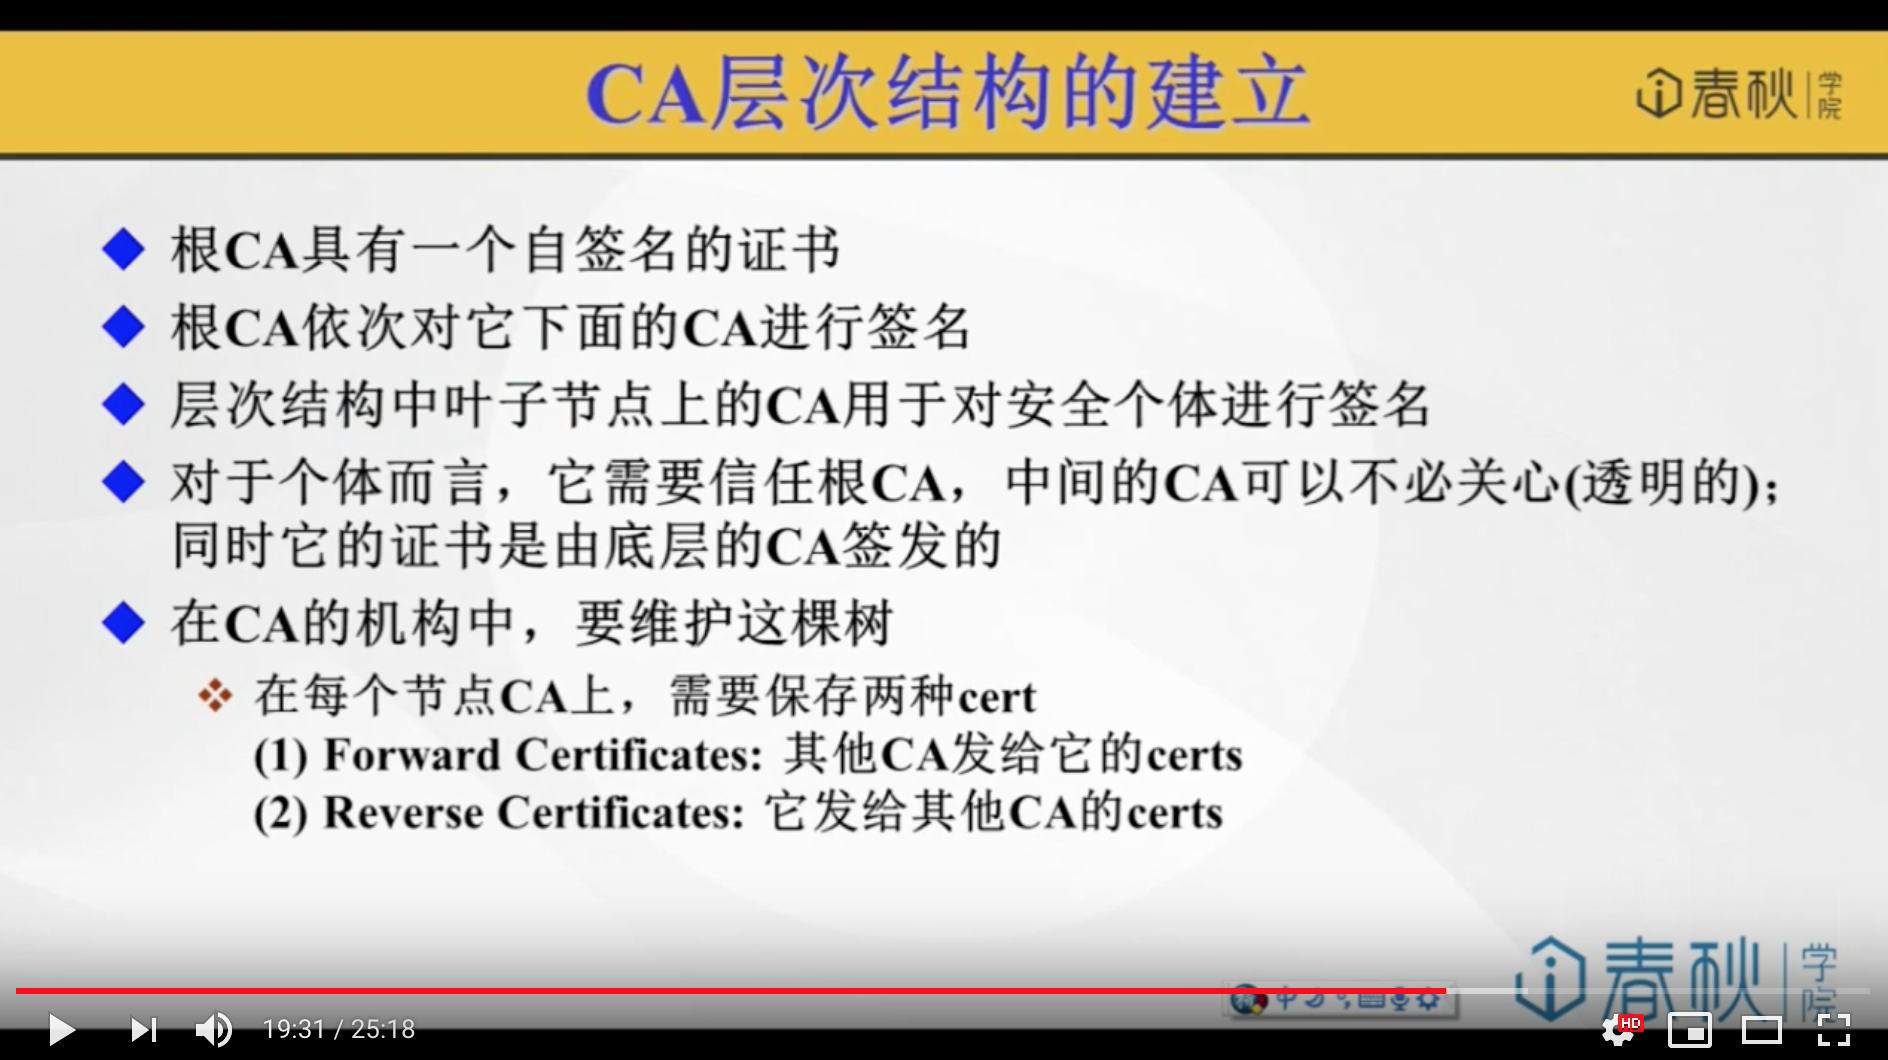 CA层次结构的建立
春秋学院
根CA具有一个自签名的证书
根CA依次对它下面的CA进行签名
层次结构中叶子节点上的CA用于对安全个体进行签名
对于个体而言，它需要信任根CA，中间的CA可以不必关心(透明的)；
同时它的证书是由底层的CA签发的
在CA的机构中，要维护这棵树
在每个节点CA上，需要保存两种cert
(1) Forward Certificates: 其他CA发给它的certs
(2) Reverse Certificates: 它发给其他CA的certs
春秋学院
中
19:31 / 25:18
HD